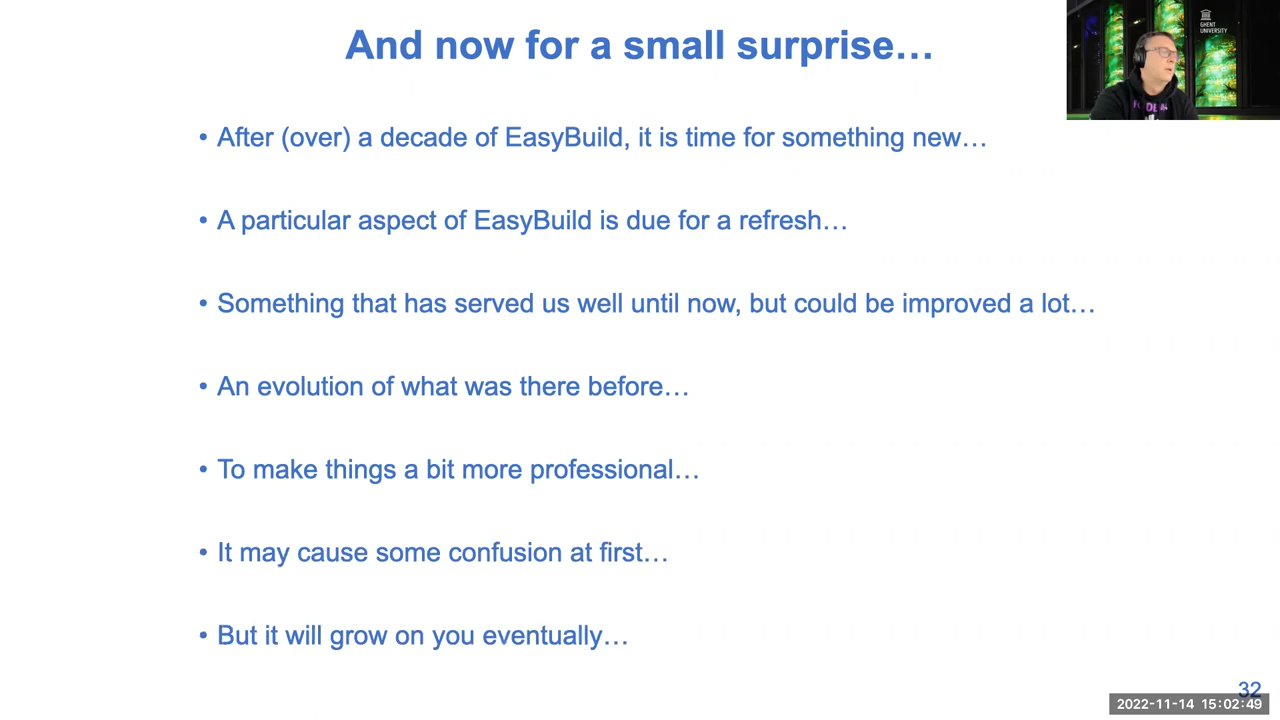 And now for a small surprise…
GHENT
UNIVERSITY
• After (over) a decade of EasyBuild, it is time for something new…
• A particular aspect of EasyBuild is due for a refresh…
• Something that has served us well until now, but could be improved a lot…
• An evolution of what was there before…
• To make things a bit more professional…
• It may cause some confusion at first…
• But it will grow on you eventually…
32
2022-11-14 15:02:49